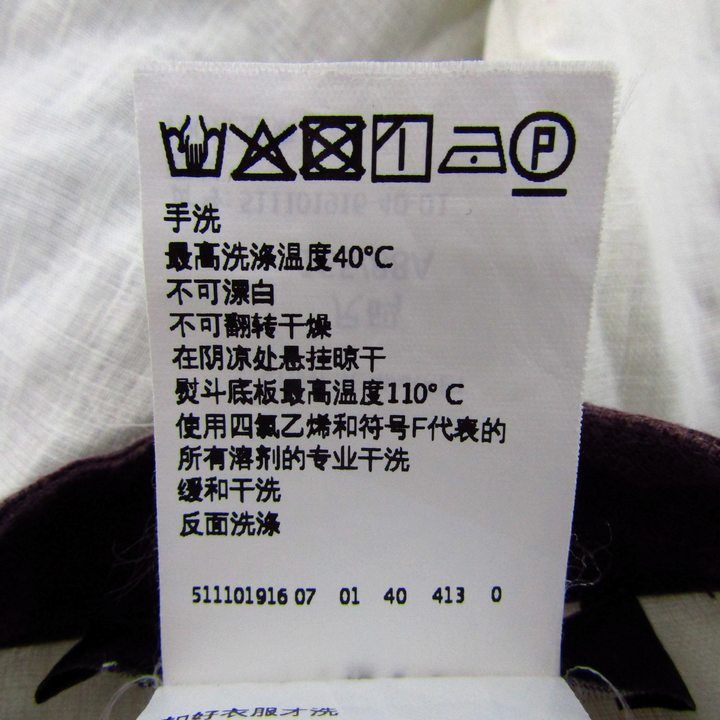 P
手洗
最高洗涤温度40°C
不可漂白
不可翻转干燥
在阴凉处悬挂晾干
熨斗底板最高温度110° C
使用四氯乙烯和符号F代表的
所有溶剂的专业干洗
缓和干洗
反面洗涤
511101916 07 01 40 413 0